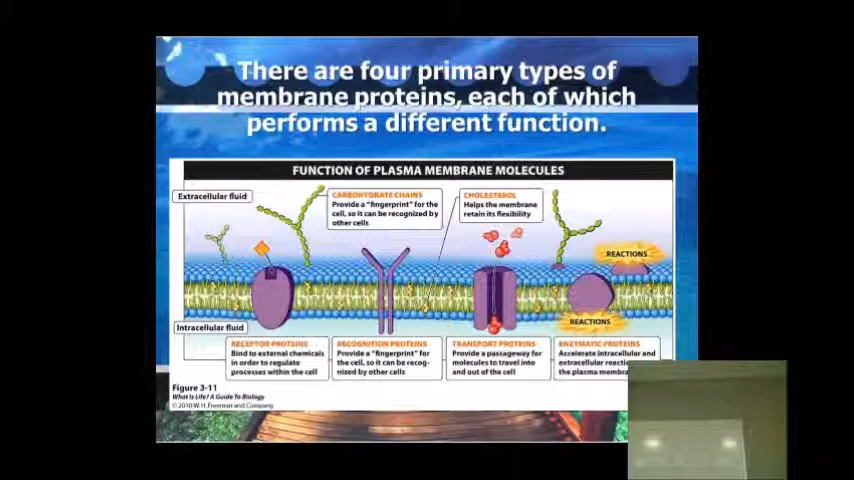 There are four primary types of
membrane proteins, each of which
performs a different function.
FUNCTION OF PLASMA MEMBRANE MOLECULES
Extracellular fluid
CARBOHYDRATE CHAINS
Provide a "fingerprint" for the
cell, so it can be recognized by
other cells
CHOLESTEROL
Helps the membrane
retain its flexibility
REACTIONS
REACTIONS
Intracellular fluid
RECEPTOR PROTEINS
Bind to external chemicals
in order to regulate
processes within the cell
RECOGNITION PROTEINS
Provide a "fingerprint" for
the cell, so it can be recog-
nized by other cells
TRANSPORT PROTEINS
Provide a passageway for
molecules to travel into
and out of the cell
ENZYMATIC PROTEINS
Accelerate intracellular and
extracellular
the plasma
Figure 3-11
What Is Life? A Guide To Biology
© 2010 W. H. Freeman and Company